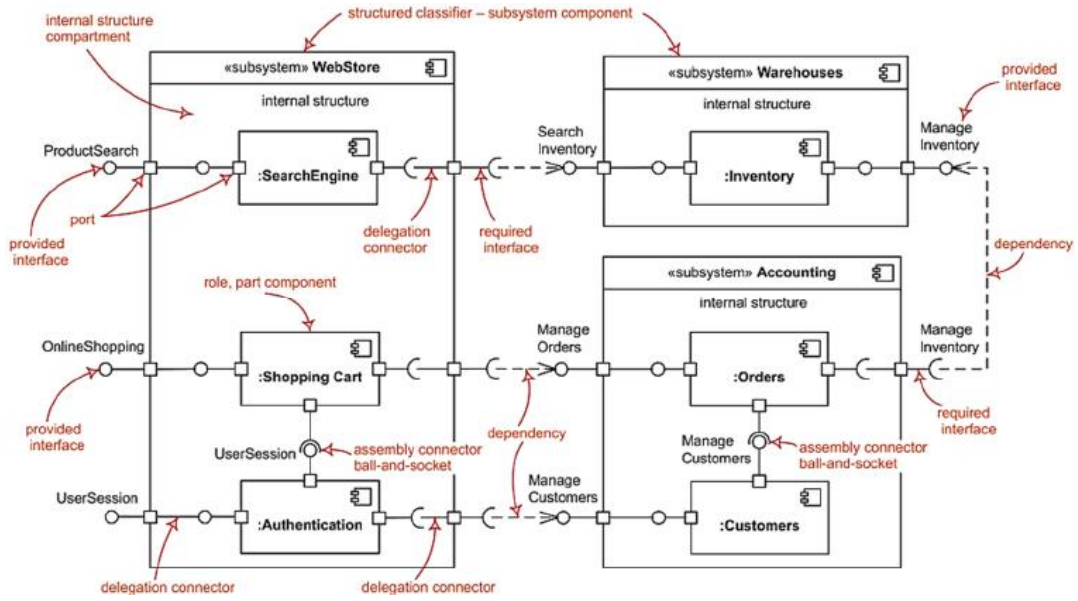 internal structure
compartment
structured classifier – subsystem component
«subsystem» WebStore
internal structure
«subsystem» Warehouses
internal structure
provided
interface
ProductSearch
:SearchEngine
Search
Inventory
:Inventory
Manage
Inventory
port
provided
interface
delegation
connector
required
interface
dependency
role, part component
«subsystem» Accounting
internal structure
OnlineShopping
:Shopping Cart
Manage
Orders
:Orders
Manage
Inventory
provided
interface
UserSession
assembly connector
ball-and-socket
dependency
Manage
Customers
assembly connector
ball-and-socket
required
interface
UserSession
:Authentication
Manage
Customers
:Customers
delegation connector
delegation connector